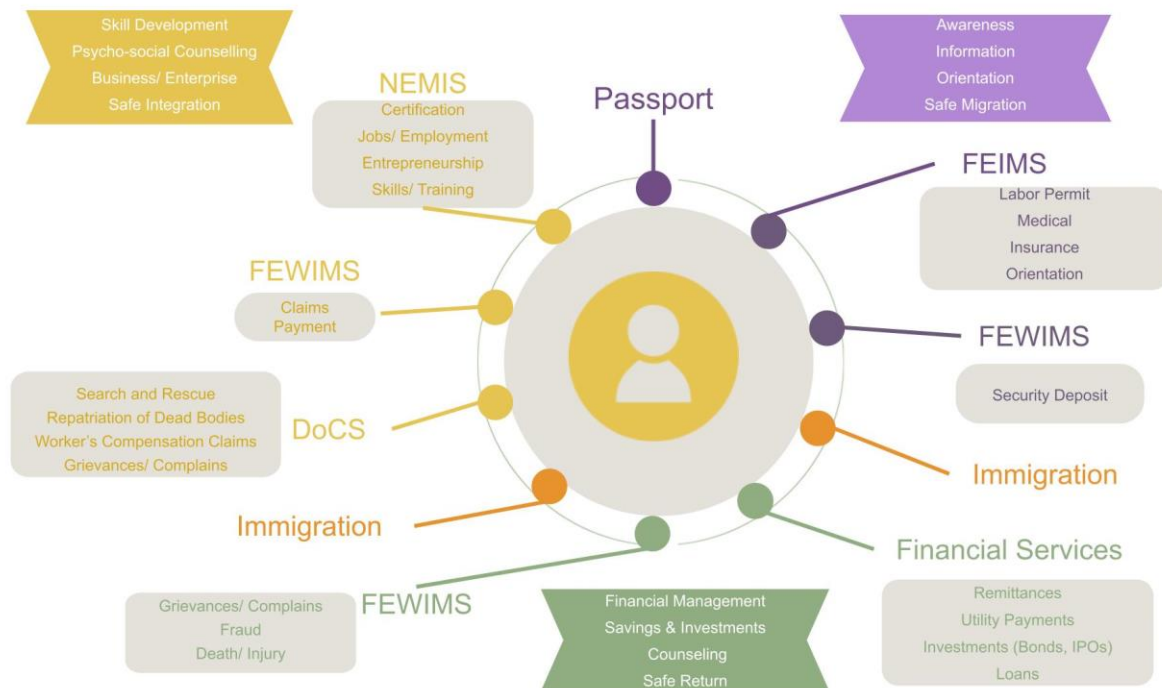 Skill Development
Psycho-social Counselling
Business/ Enterprise
Safe Integration
Awareness
Information
Orientation
Safe Migration
NEMIS
Certification
Jobs/ Employment
Entrepreneurship
Skills/ Training
Passport
FEIMS
Labor Permit
Medical
Insurance
Orientation
FEWIMS
Claims
Payment
FEWIMS
Security Deposit
Search and Rescue
Repatriation of Dead Bodies
Worker's Compensation Claims
Grievances/ Complains
DoCS
Immigration
Immigration
Financial Services
Remittances
Utility Payments
Investments (Bonds, IPOs)
Loans
FEWIMS
Grievances/ Complains
Fraud
Death/ Injury
Financial Management
Savings & Investments
Counseling
Safe Return